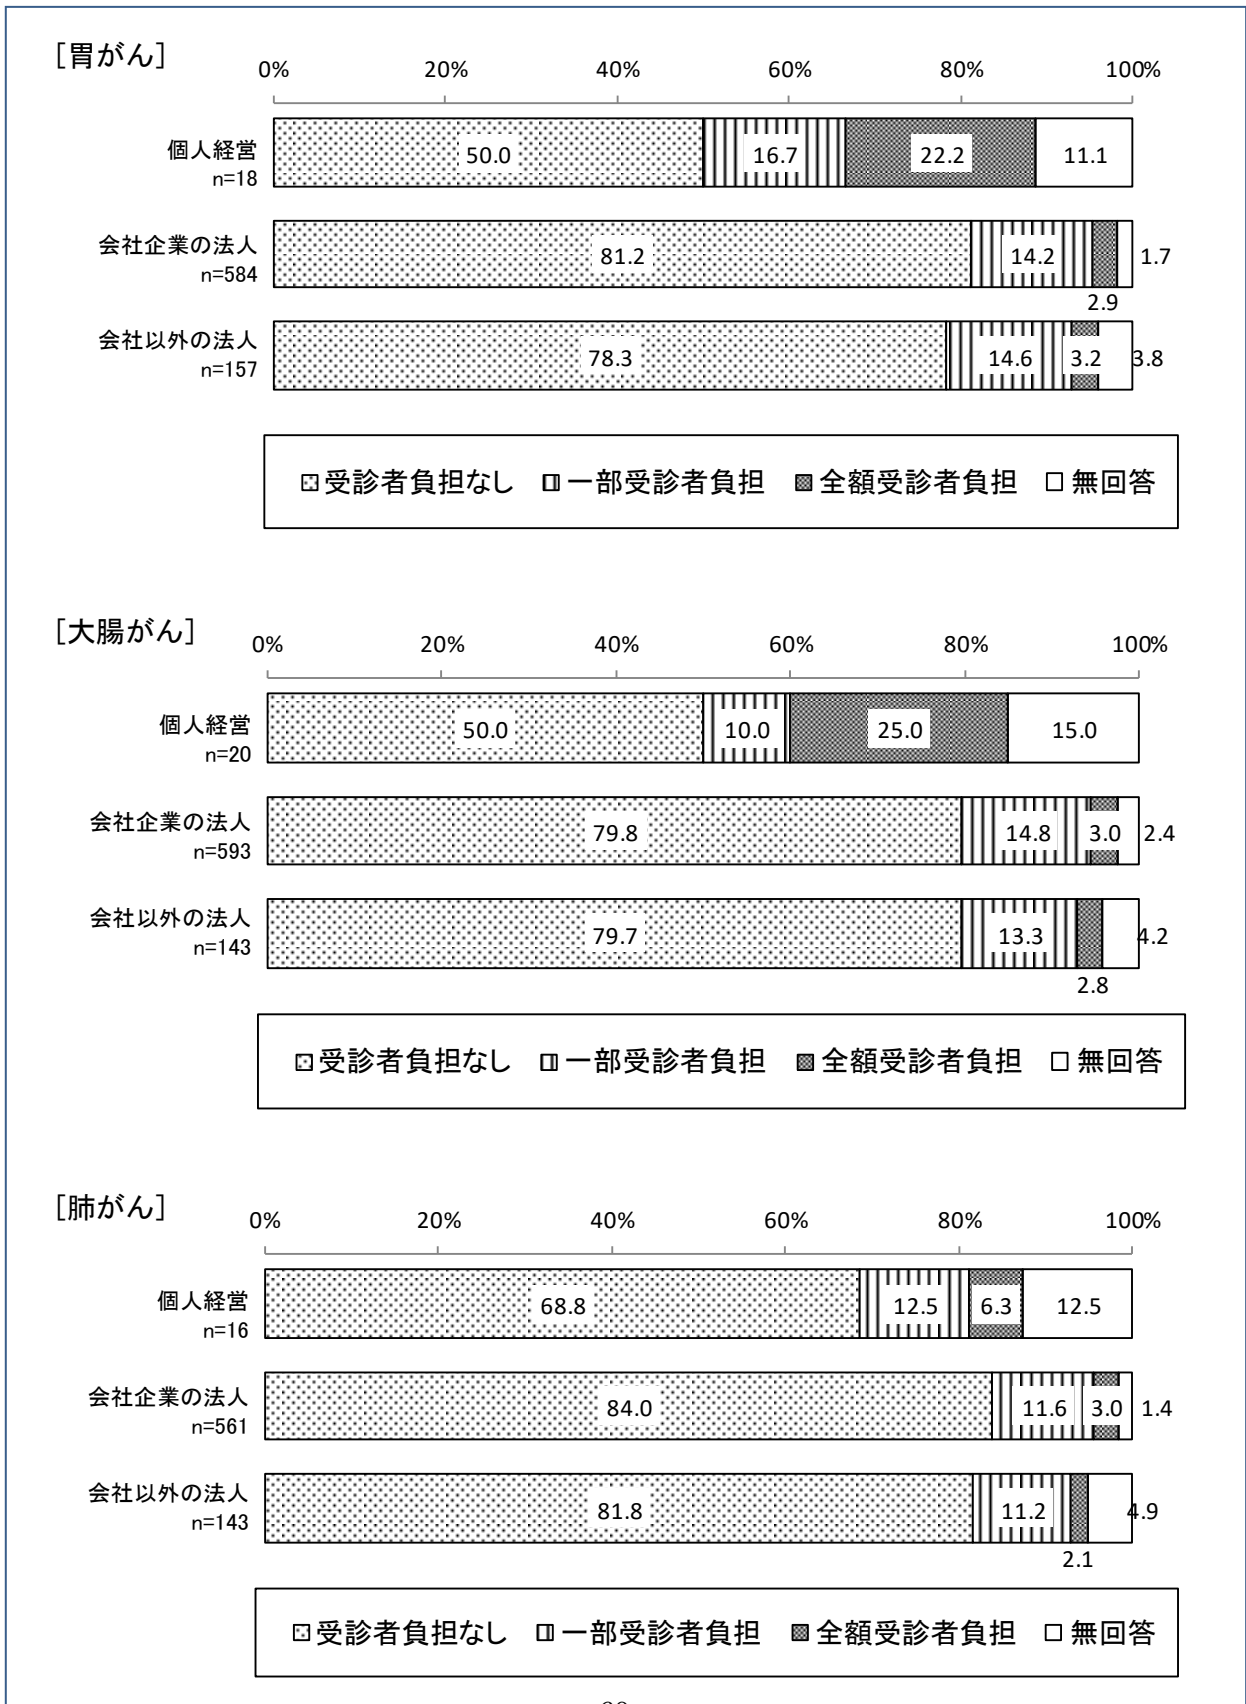 ［胃がん］
0% 20% 40% 60% 80% 100%
個人経営
n=18
50.0 16.7 22.2 11.1
会社企業の法人
n=584
81.2 14.2 1.7
2.9
会社以外の法人
n=157
78.3 14.6 3.2 3.8
受診者負担なし 一部受診者負担 全額受診者負担 無回答
［大腸がん］
0% 20% 40% 60% 80% 100%
個人経営
n=20
50.0 10.0 25.0 15.0
会社企業の法人
n=593
79.8 14.8 3.0 2.4
会社以外の法人
n=143
79.7 13.3 4.2
2.8
受診者負担なし 一部受診者負担 全額受診者負担 無回答
［肺がん］
0% 20% 40% 60% 80% 100%
個人経営
n=16
68.8 12.5 6.3 12.5
会社企業の法人
n=561
84.0 11.6 3.0 1.4
会社以外の法人
n=143
81.8 11.2 4.9
2.1
受診者負担なし 一部受診者負担 全額受診者負担 無回答